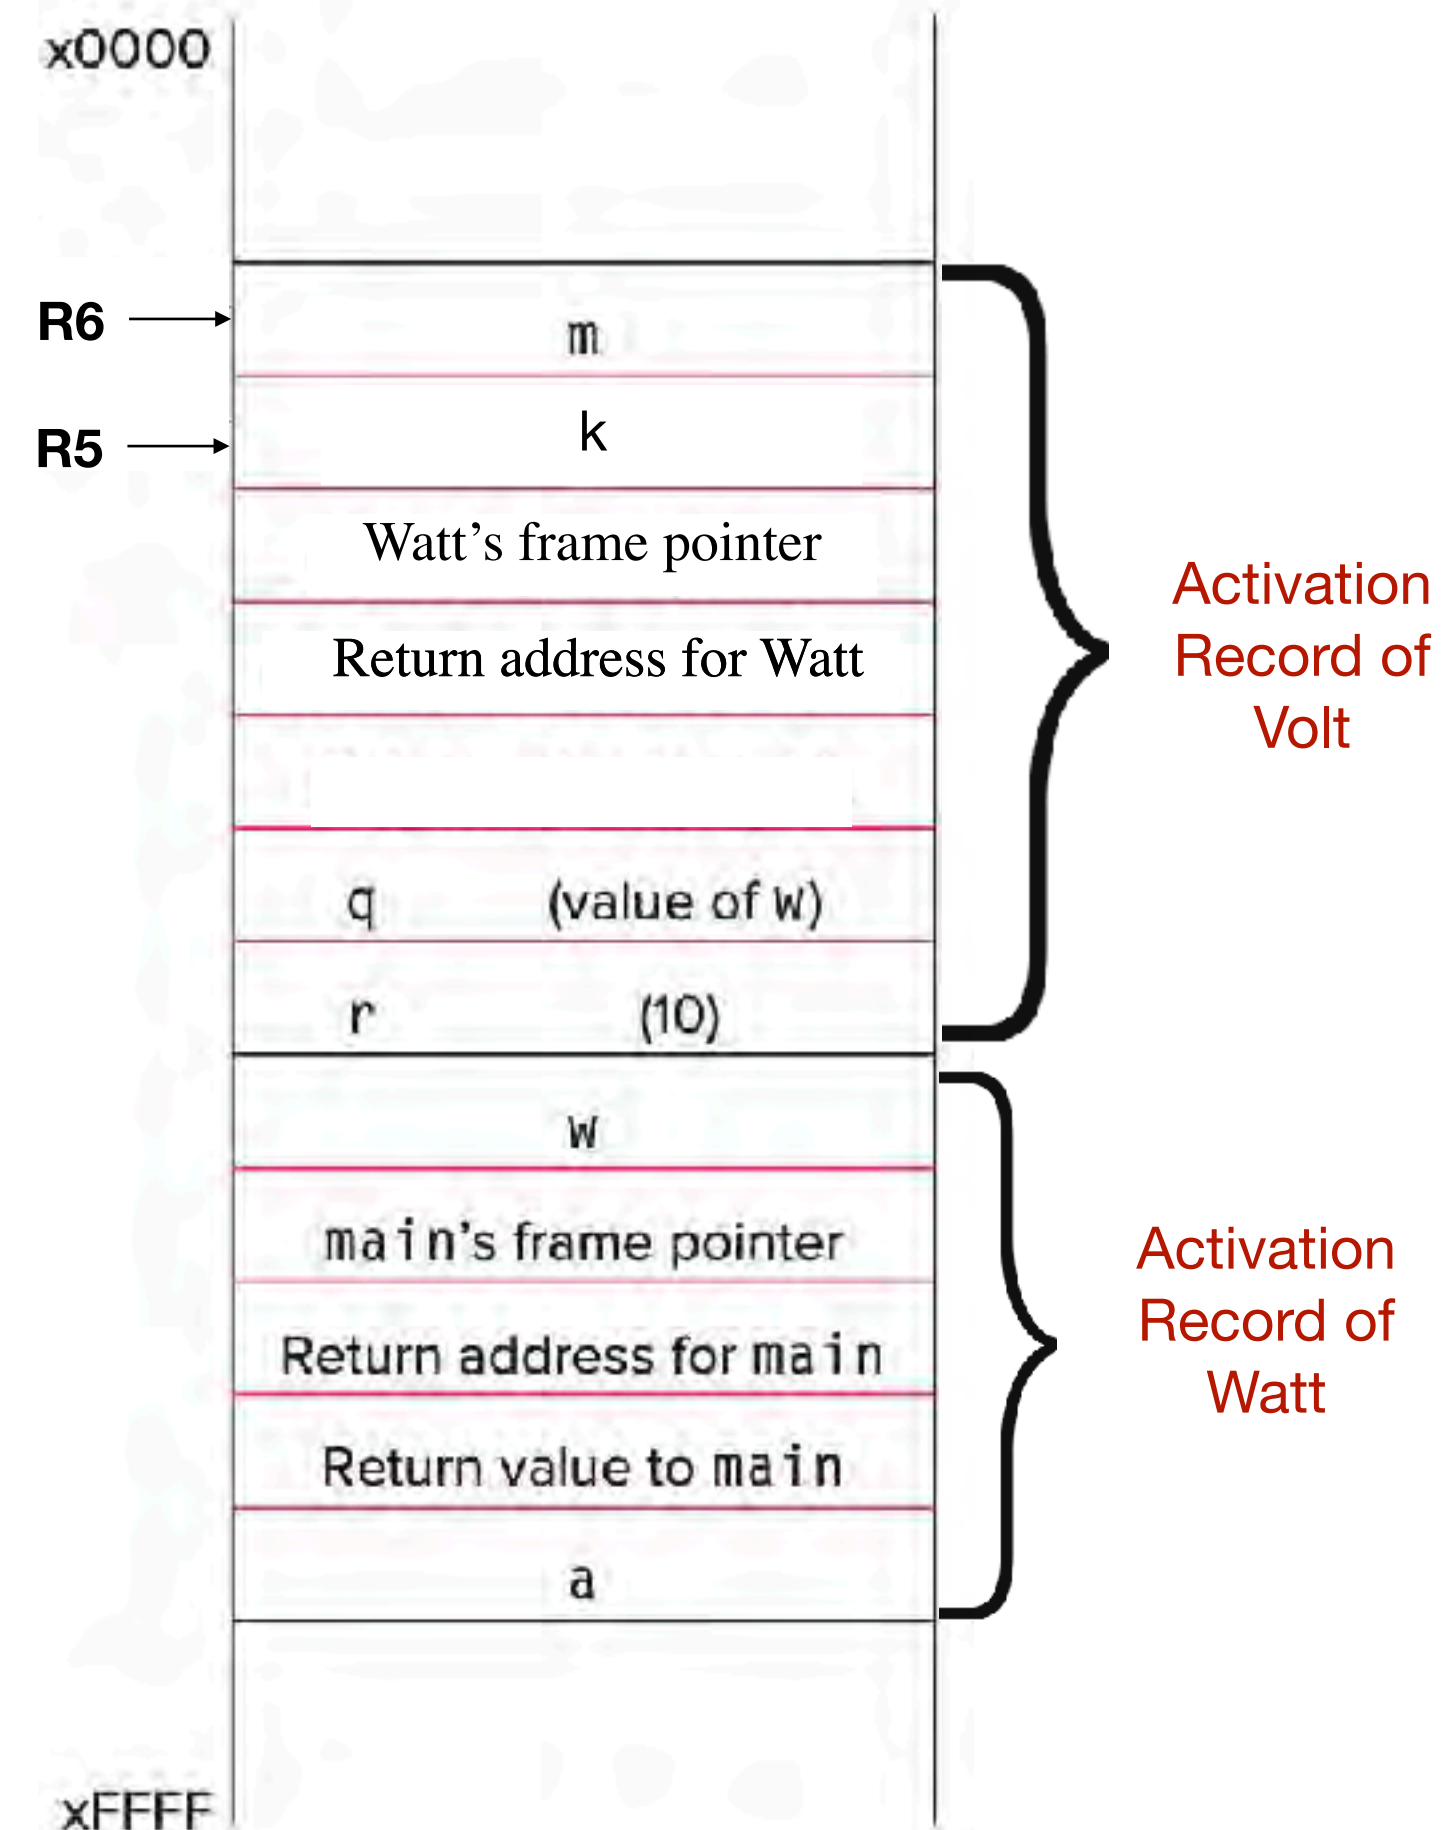 x0000
R6
m
R5
k
Watt’s frame pointer
Return address for Watt
Activation
Record of
Volt
q (value of w)
r (10)
w
main’s frame pointer
Return address for main
Return value to main
a
Activation
Record of
Watt
xFFFF